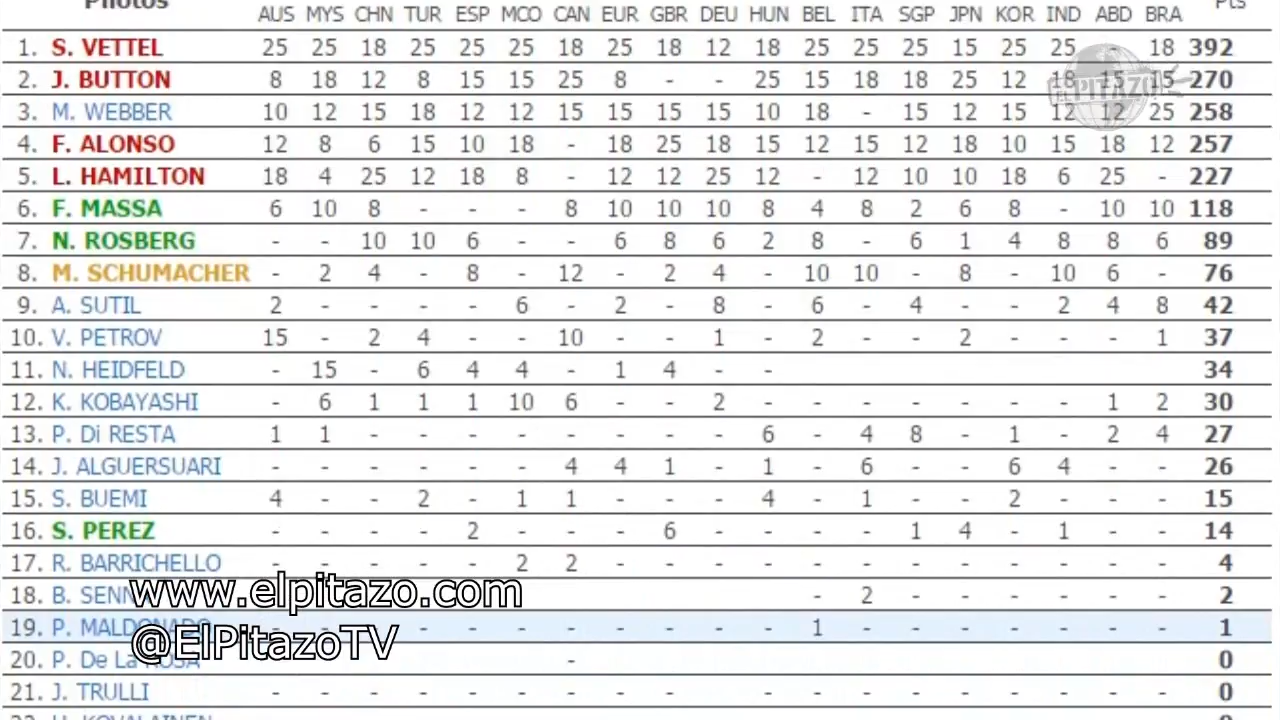 Pilotos AUS MYS CHN TUR ESP MCO CAN EUR GBR DEU HUN BEL ITA SGP JPN KOR IND ABD BRA Pts
1. S. VETTEL 25 25 18 25 25 25 18 25 18 12 18 25 25 25 15 25 25 - 18 392
2. J. BUTTON 8 18 12 8 15 15 25 8 - - 25 15 18 18 25 12 18 15 15 270
3. M. WEBBER 10 12 15 18 12 12 15 15 15 15 10 18 - 15 12 15 12 12 25 258
4. F. ALONSO 12 8 6 15 10 18 - 18 25 18 15 12 15 12 18 10 15 18 12 257
5. L. HAMILTON 18 4 25 12 18 8 - 12 12 25 12 - 12 10 10 18 6 25 - 227
6. F. MASSA 6 10 8 - - - 8 10 10 10 8 4 8 2 6 8 - 10 10 118
7. N. ROSBERG - - 10 10 6 - - 6 8 6 2 8 - 6 1 4 8 8 6 89
8. M. SCHUMACHER - 2 4 - 8 - 12 - 2 4 - 10 10 - 8 - 10 6 - 76
9. A. SUTIL 2 - - - - 6 - 2 - 8 - 6 - 4 - - 2 4 8 42
10. V. PETROV 15 - 2 4 - - 10 - - 1 - 2 - - 2 - - - 1 37
11. N. HEIDFELD - 15 - 6 4 4 - 1 4 - - 34
12. K. KOBAYASHI - 6 1 1 1 10 6 - - 2 - - - - - - - 1 2 30
13. P. Di RESTA 1 1 - - - - - - - - 6 - 4 8 - 1 - 2 4 27
14. J. ALGUERSUARI - - - - - - 4 4 1 - 1 - 6 - - 6 4 - - 26
15. S. BUEMI 4 - - 2 - 1 1 - - - 4 - 1 - - 2 - - - 15
16. S. PEREZ - - - - 2 - - - 6 - - - - 1 4 - 1 - - 14
17. R. BARRICHELLO - - - - - 2 2 - - - - - - - - - - - - 4
18. B. SENN - 2 - - - - - - 2
www.elpitazo.com
19. P. MALDONADO - - - - - - - - - - - 1 - - - - - - - 1
@ElPitazoTV
20. P. De La ROSA - 0
21. J. TRULLI - - - - - - - - - - - - - - - - - - 0
EL PITAZO